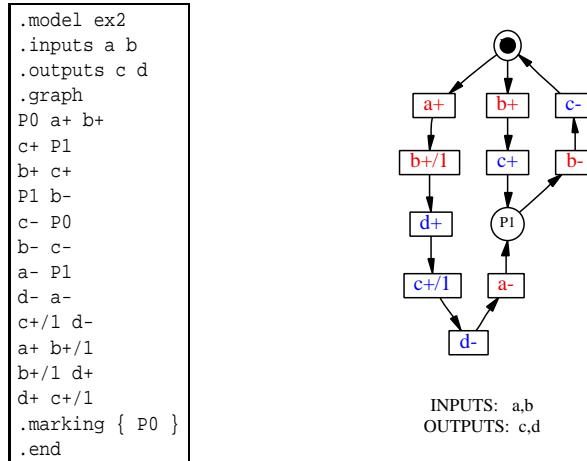 .model ex2
.inputs a b
.outputs c d
.graph
P0 a+ b+
c+ P1
b+ c+
P1 b-
c- P0
b- c-
a- P1
d- a-
c+/1 d-
a+ b+/1
b+/1 d+
d+ c+/1
.marking { P0 }
.end
a+ b+ c-
b+/1 c+ b-
d+ P1
c+/1 a-
d-
INPUTS: a,b
OUTPUTS: c,d